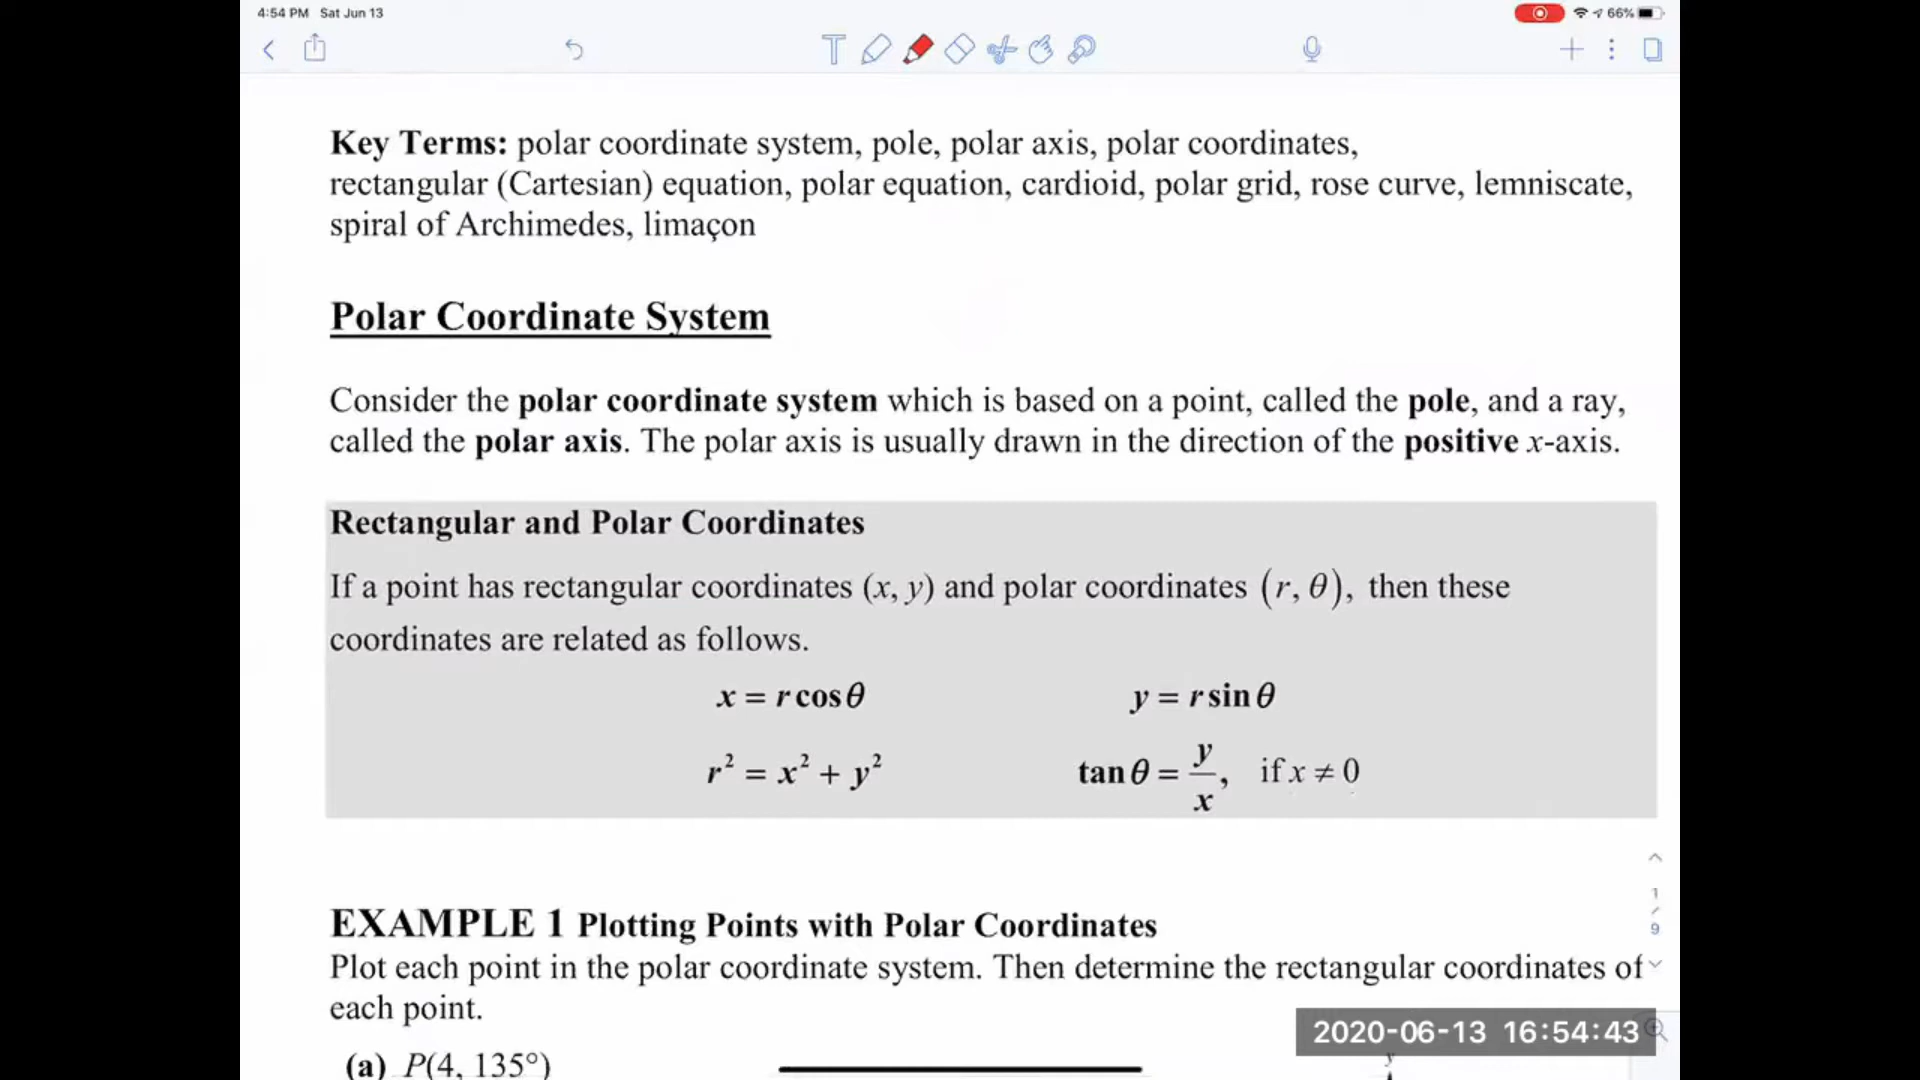 4:54 PM Sat Jun 13
66%
Key Terms: polar coordinate system, pole, polar axis, polar coordinates,
rectangular (Cartesian) equation, polar equation, cardioid, polar grid, rose curve, lemniscate,
spiral of Archimedes, limaçon
Polar Coordinate System
Consider the polar coordinate system which is based on a point, called the pole, and a ray,
called the polar axis. The polar axis is usually drawn in the direction of the positive x-axis.
Rectangular and Polar Coordinates
If a point has rectangular coordinates (x, y) and polar coordinates (r, θ), then these
coordinates are related as follows.
x = r cos θ y = r sin θ
r² = x² + y² tan θ = y/x, if x ≠ 0
EXAMPLE 1 Plotting Points with Polar Coordinates
Plot each point in the polar coordinate system. Then determine the rectangular coordinates of
each point.
(a) P(4, 135°)
y
1 / 9
2020-06-13 16:54:43